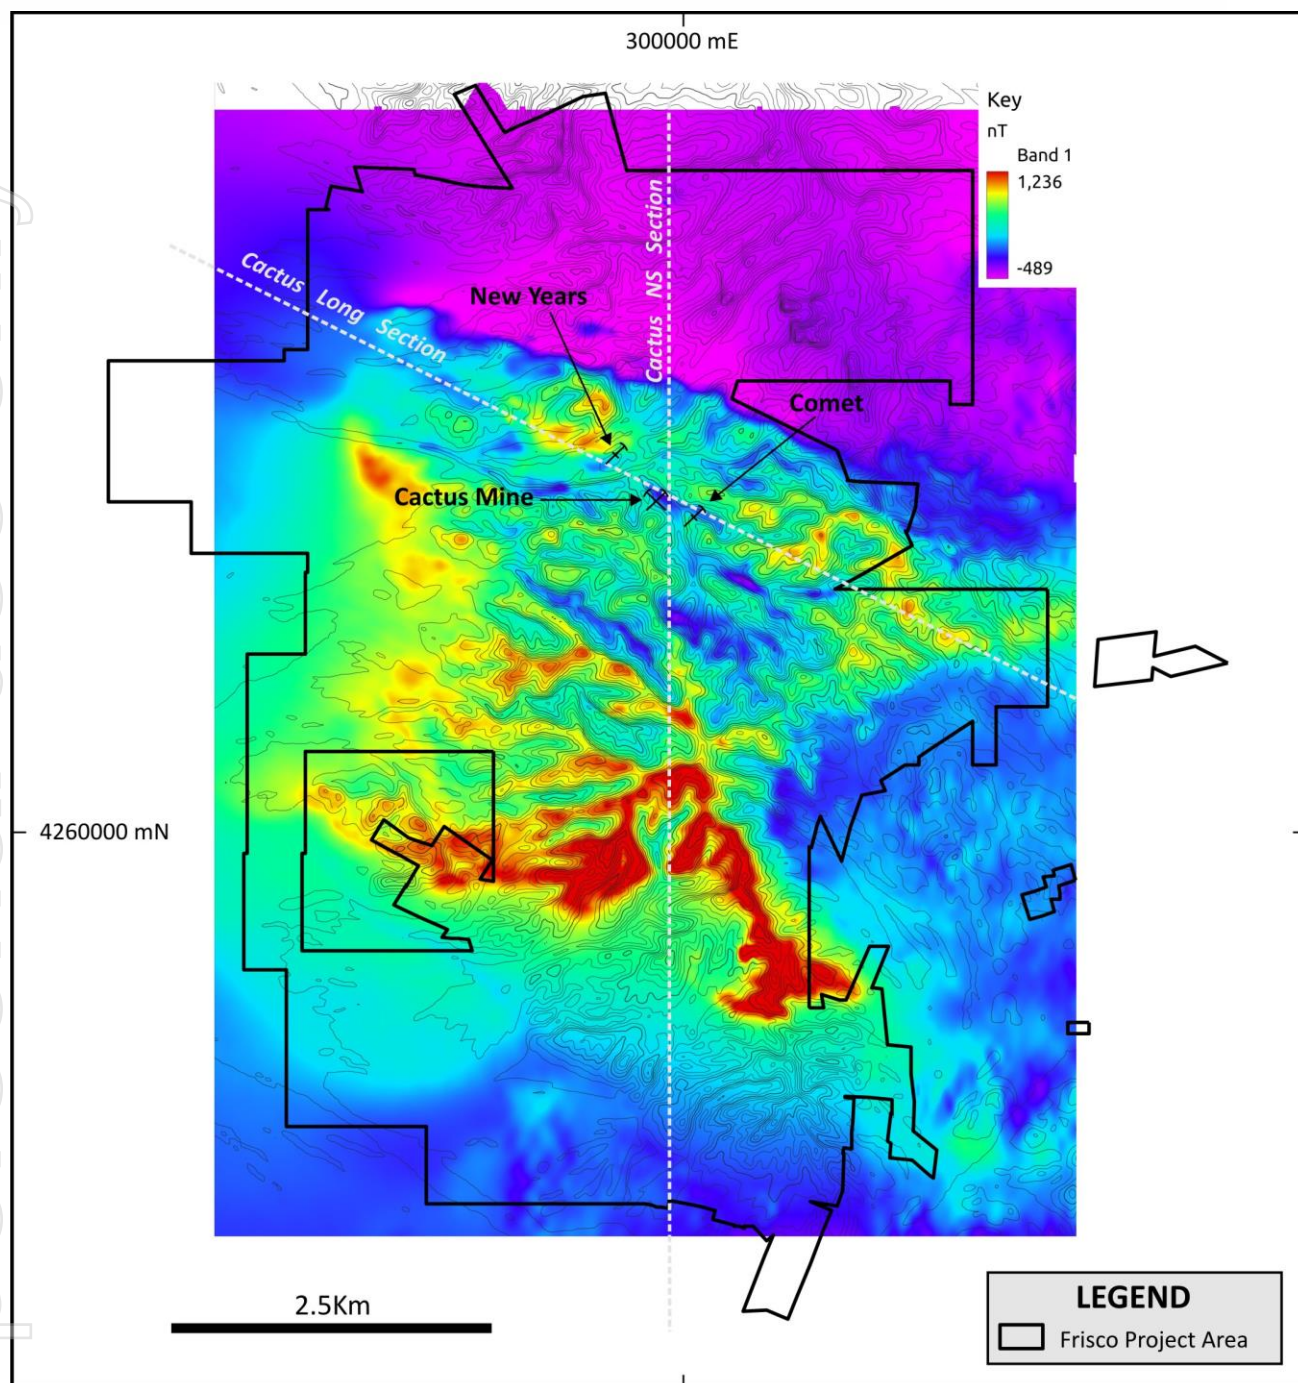 300000 mE
Key
nT
Band 1
1,236
-489
Cactus NS Section
Cactus Long Section
New Years
Comet
Cactus Mine
4260000 mN
2.5Km
LEGEND
Frisco Project Area